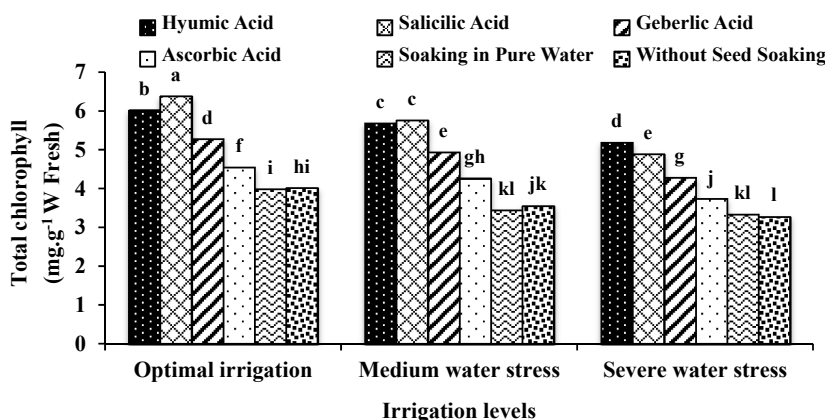 Hyumic Acid Salicilic Acid Geberlic Acid
Ascorbic Acid Soaking in Pure Water Without Seed Soaking
Total chlorophyll
(mg.g-1 W Fresh)
7
6
5
4
3
2
1
0
b a d f i hi
c c e gh kl jk
d e g j kl l
Optimal irrigation Medium water stress Severe water stress
Irrigation levels